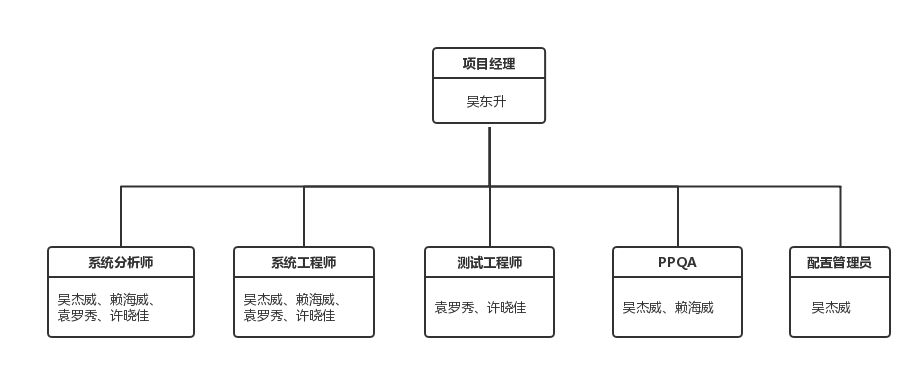 项目经理
吴东升
系统分析师
吴杰威、赖海威、
袁罗秀、许晓佳
系统工程师
吴杰威、赖海威、
袁罗秀、许晓佳
测试工程师
袁罗秀、许晓佳
PPQA
吴杰威、赖海威
配置管理员
吴杰威